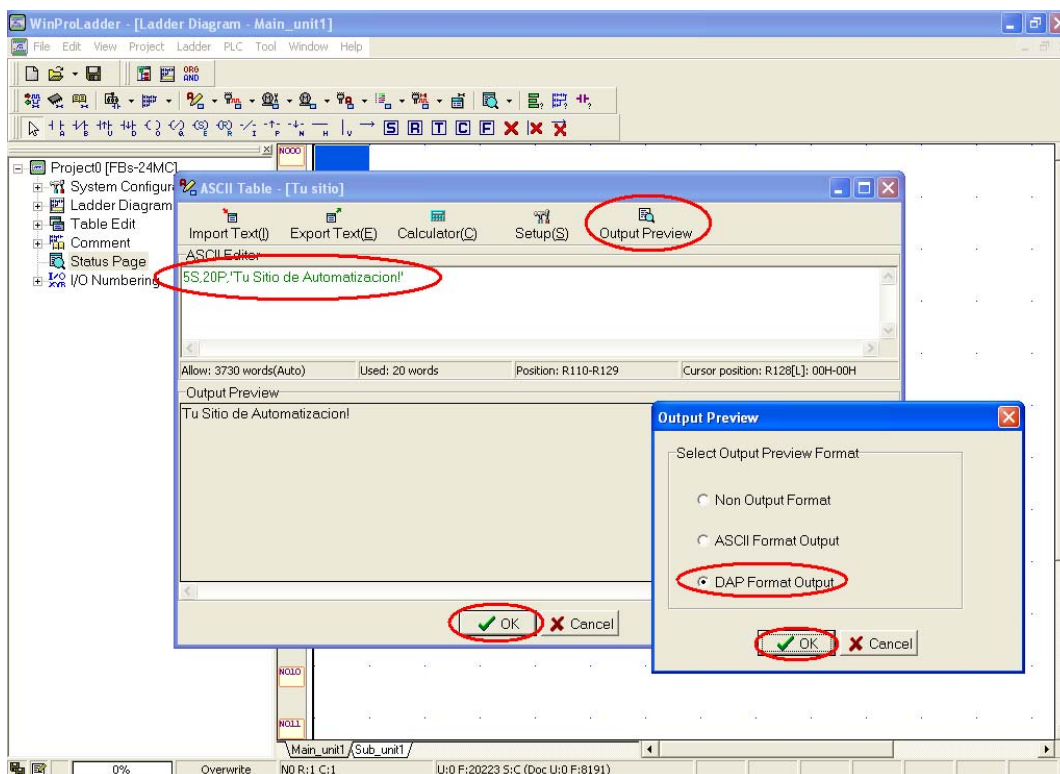 WinProLadder - [Ladder Diagram - Main_unit1]
File Edit View Project Ladder PLC Tool Window Help
ORG
AND
S R T C F
N000
Project0 [FBs-24MC]
System Configur
Ladder Diagram
Table Edit
Comment
Status Page
I/O Numbering
ASCII Table - [Tu sitio]
Import Text(I) Export Text(E) Calculator(C) Setup(S) Output Preview
ASCII Editor
5S,20P,'Tu Sitio de Automatizacion!'
Allow: 3730 words(Auto) Used: 20 words Position: R110-R129 Cursor position: R128[L]: 00H-00H
Output Preview
Tu Sitio de Automatizacion!
OK Cancel
Output Preview
Select Output Preview Format
Non Output Format
ASCII Format Output
DAP Format Output
OK Cancel
N010
N011
Main_unit1 Sub_unit1
0% Overwrite N0 R:1 C:1 U:0 F:20223 S:C (Doc U:0 F:8191)